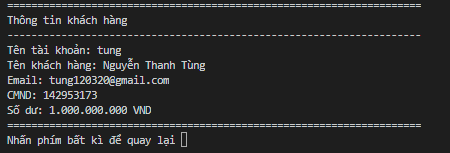 ======================================================================
Thông tin khách hàng
----------------------------------------------------------------------
Tên tài khoản: tung
Tên khách hàng: Nguyễn Thanh Tùng
Email: tung120320@gmail.com
CMND: 142953173
Số dư: 1.000.000.000 VND
======================================================================
Nhấn phím bất kì để quay lại